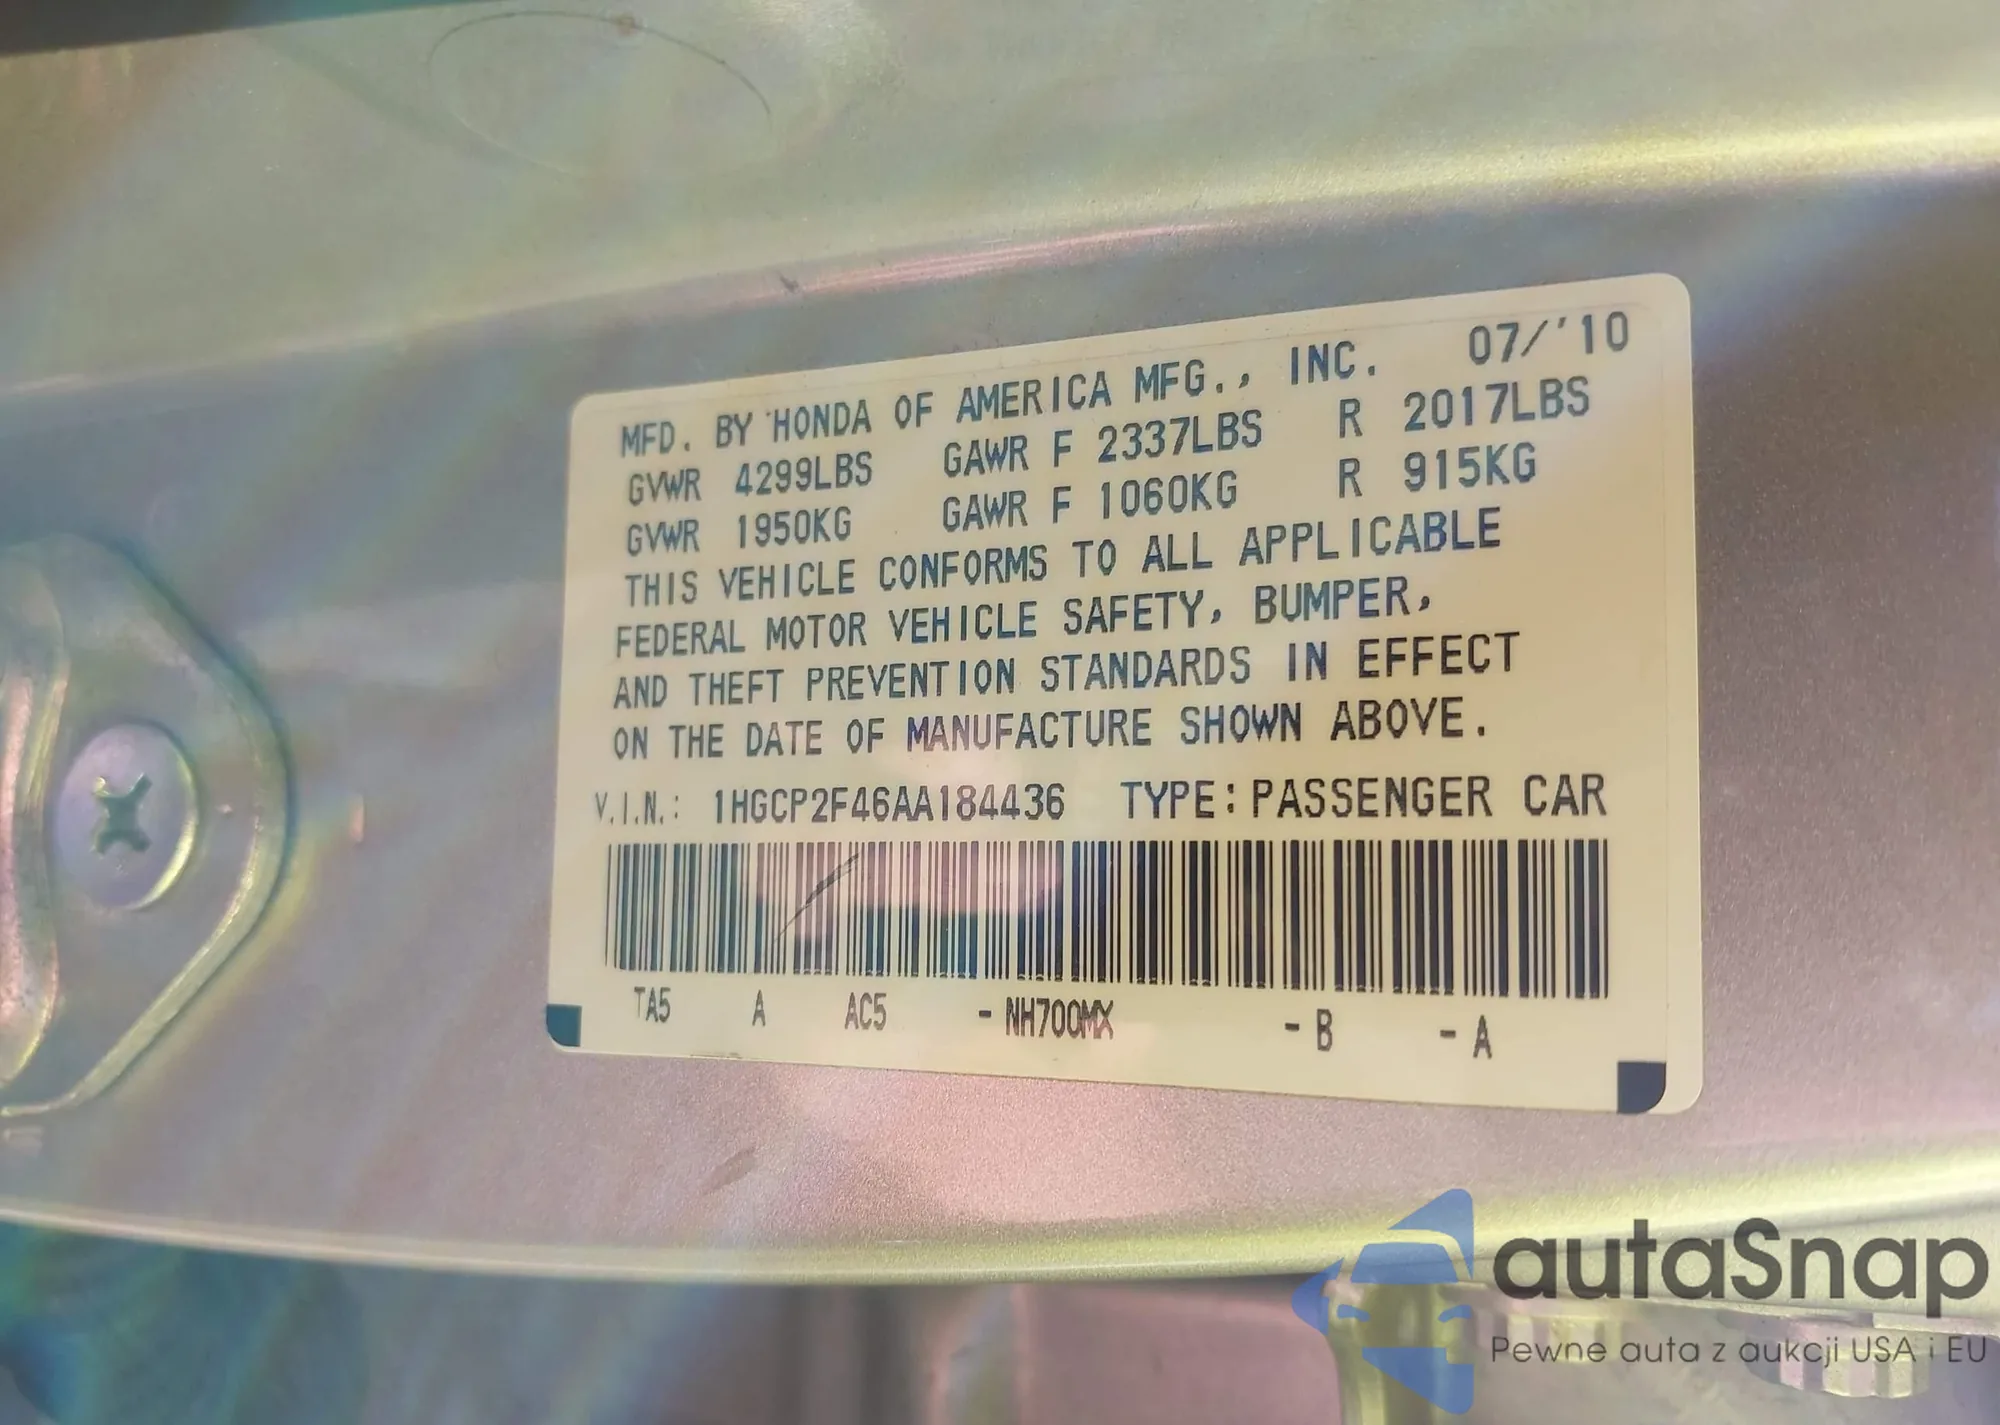 MFD. BY HONDA OF AMERICA MFG., INC. 07/'10
GVWR 4299LBS GAWR F 2337LBS R 2017LBS
GVWR 1950KG GAWR F 1060KG R 915KG
THIS VEHICLE CONFORMS TO ALL APPLICABLE
FEDERAL MOTOR VEHICLE SAFETY, BUMPER,
AND THEFT PREVENTION STANDARDS IN EFFECT
ON THE DATE OF MANUFACTURE SHOWN ABOVE.
V.I.N.: 1HGCP2F46AA184436 TYPE: PASSENGER CAR
TA5 A AC5 - NH700MX - B - A
autaSnap
Pewne auta z aukcji USA i EU